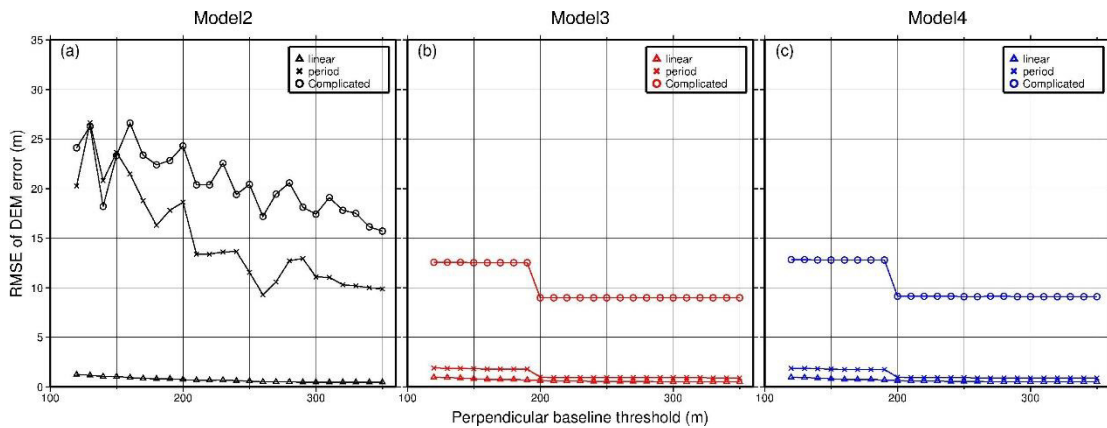 Model2
Model3
Model4
RMSE of DEM error (m)
35
30
25
20
15
10
5
0
(a)
linear
period
Complicated
(b)
linear
period
Complicated
(c)
linear
period
Complicated
100
200
300
100
200
300
100
200
300
Perpendicular baseline threshold (m)